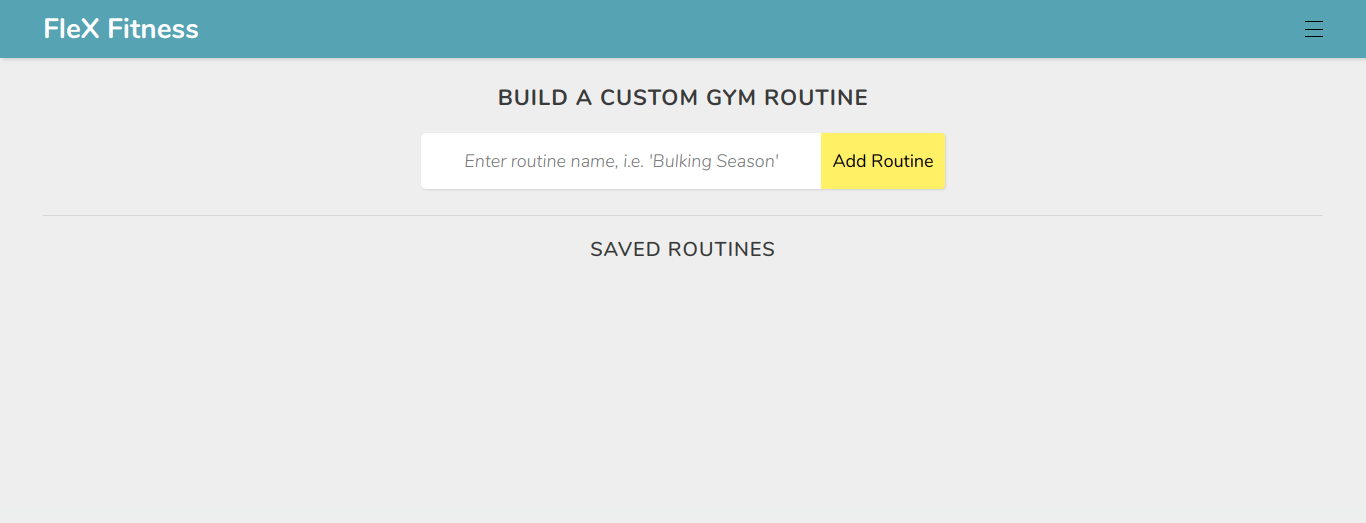 FleX Fitness
BUILD A CUSTOM GYM ROUTINE
Enter routine name, i.e. 'Bulking Season'
Add Routine
SAVED ROUTINES